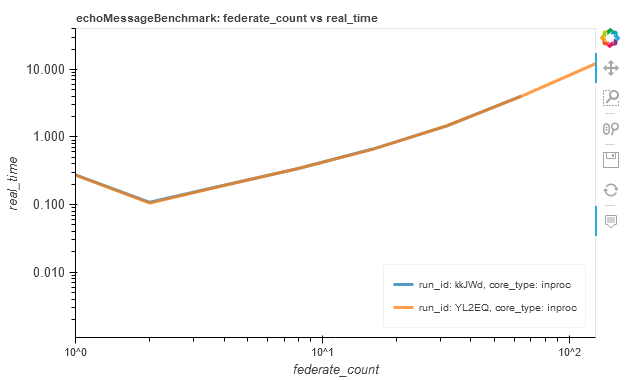 echoMessageBenchmark: federate_count vs real_time
10.000
1.000
0.100
0.010
real_time
run_id: kkJWd, core_type: inproc
run_id: YL2EQ, core_type: inproc
10^0
10^1
10^2
federate_count